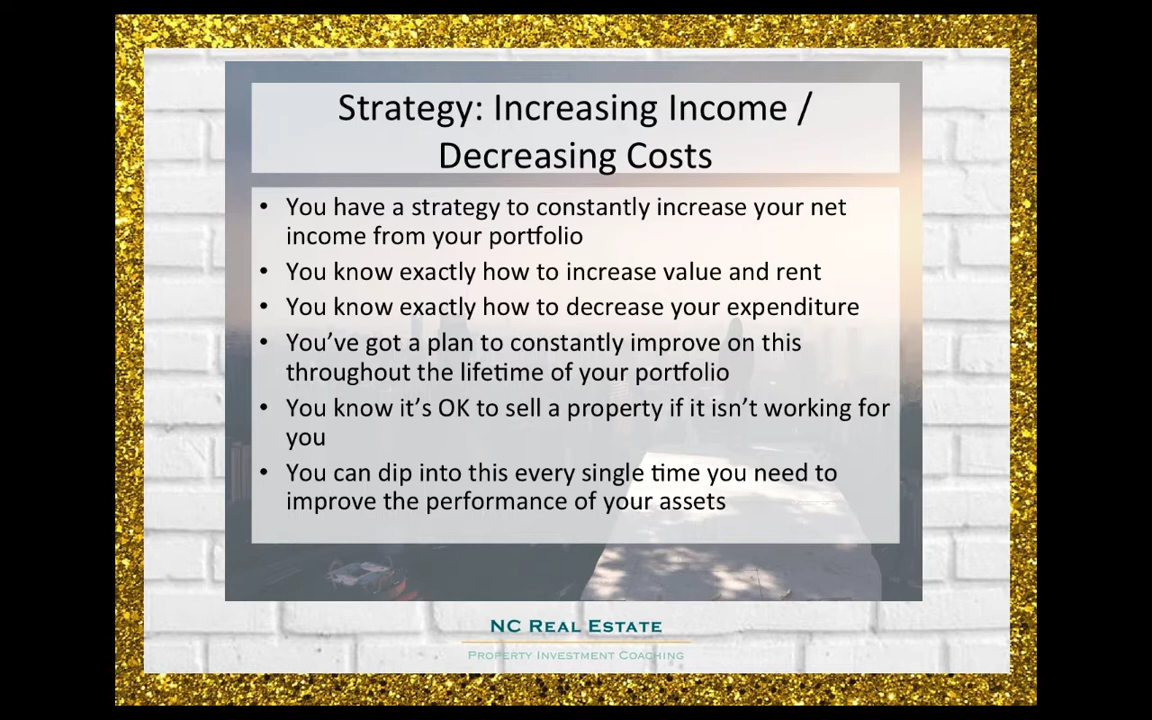 Strategy: Increasing Income /
Decreasing Costs
• You have a strategy to constantly increase your net
income from your portfolio
• You know exactly how to increase value and rent
• You know exactly how to decrease your expenditure
• You’ve got a plan to constantly improve on this
throughout the lifetime of your portfolio
• You know it’s OK to sell a property if it isn’t working for
you
• You can dip into this every single time you need to
improve the performance of your assets
NC Real Estate
Property Investment Coaching